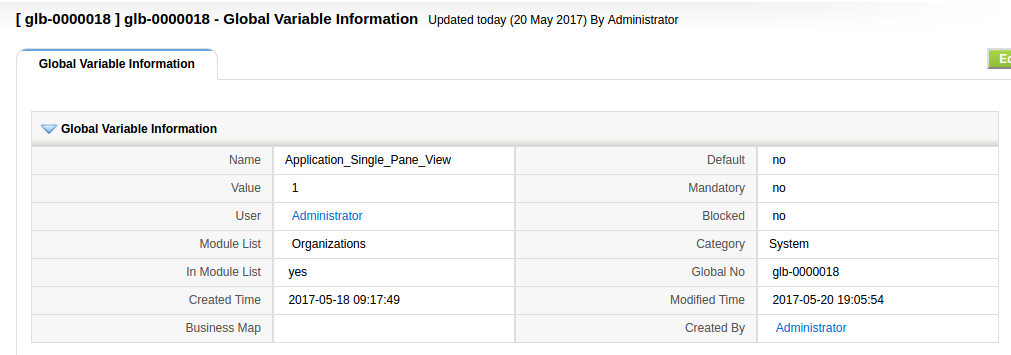 [ glb-0000018 ] glb-0000018 - Global Variable Information Updated today (20 May 2017) By Administrator
Global Variable Information
Global Variable Information
Name Application_Single_Pane_View Default no
Value 1 Mandatory no
User Administrator Blocked no
Module List Organizations Category System
In Module List yes Global No glb-0000018
Created Time 2017-05-18 09:17:49 Modified Time 2017-05-20 19:05:54
Business Map Created By Administrator